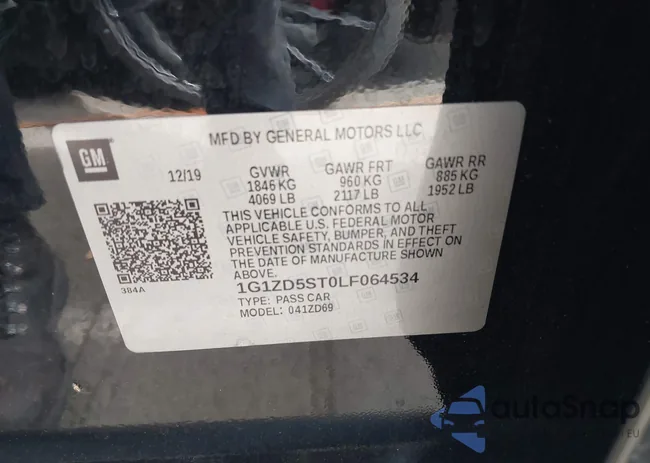 MFD BY GENERAL MOTORS LLC
GM
12/19 GVWR GAWR FRT GAWR RR
1846 KG 960 KG 885 KG
4069 LB 2117 LB 1952 LB
THIS VEHICLE CONFORMS TO ALL
APPLICABLE U.S. FEDERAL MOTOR
VEHICLE SAFETY, BUMPER, AND THEFT
PREVENTION STANDARDS IN EFFECT ON
THE DATE OF MANUFACTURE SHOWN
ABOVE.
384A
1G1ZD5ST0LF064534
TYPE: PASS CAR
MODEL: 041ZD69
autoSnap
EU